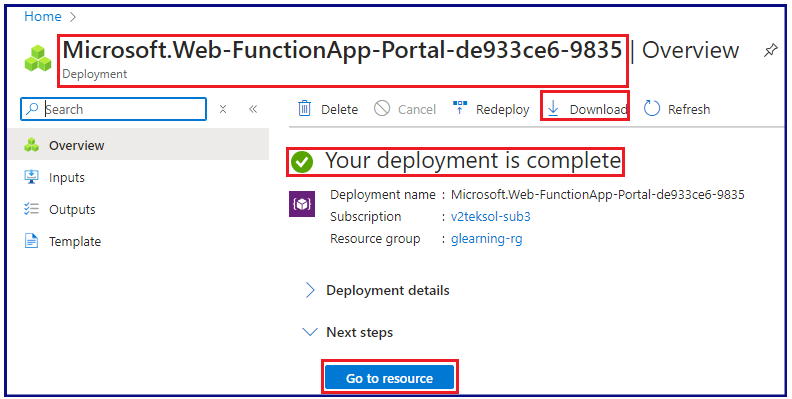 Home
Microsoft.Web-FunctionApp-Portal-de933ce6-9835 | Overview
Deployment
Search
Delete Cancel Redeploy Download Refresh
Overview
Inputs
Outputs
Template
Your deployment is complete
Deployment name : Microsoft.Web-FunctionApp-Portal-de933ce6-9835
Subscription : v2teksol-sub3
Resource group : glearning-rg
Deployment details
Next steps
Go to resource